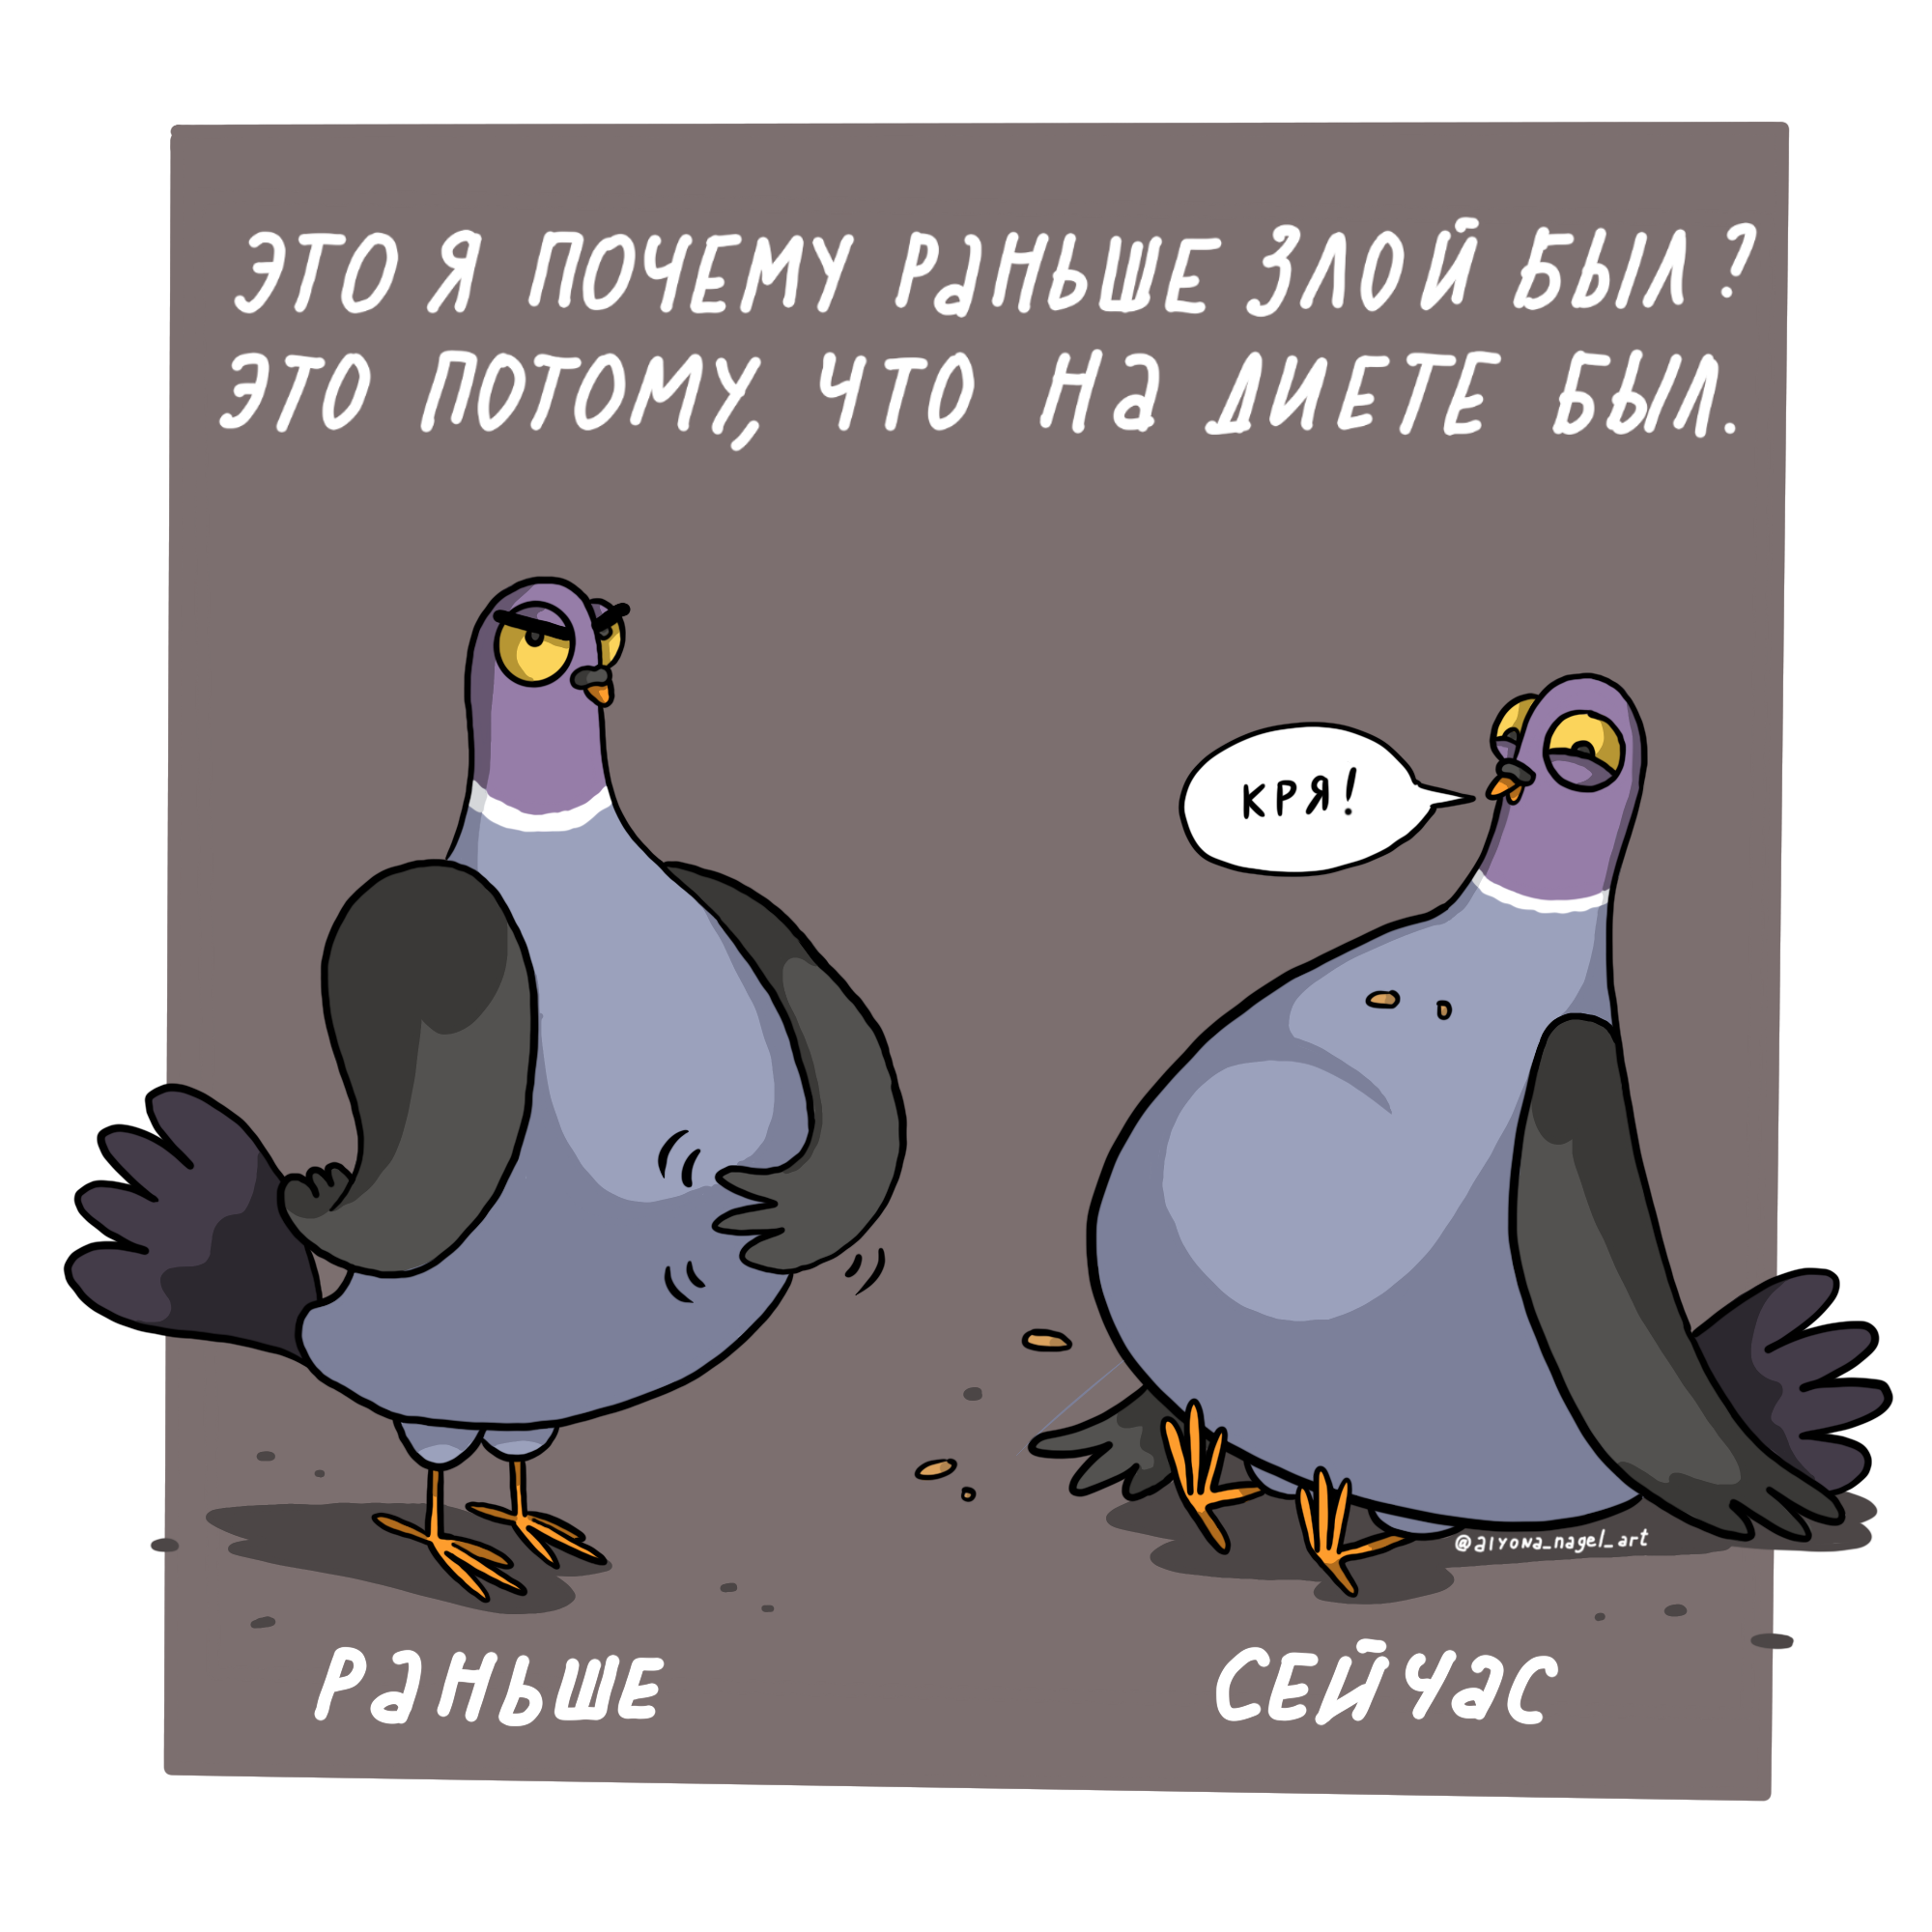 ЭТО Я ПОЧЕМУ РАНЬШЕ ЗЛОЙ БЫЛ?
ЭТО ПОТОМУ, ЧТО НА ДИЕТЕ БЫЛ.
КРЯ!
@alyona_nagel_art
РАНЬШЕ
СЕЙЧАС